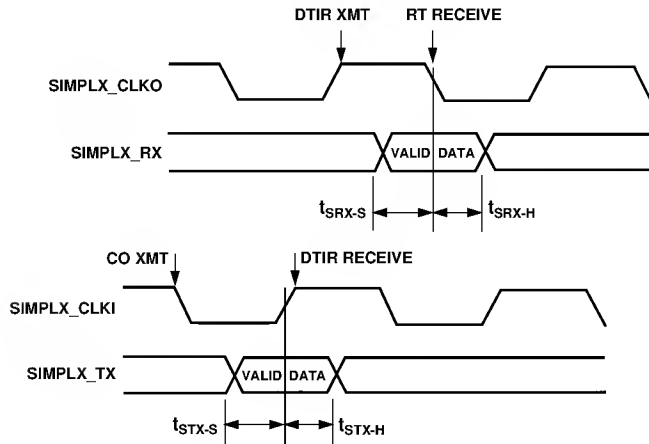 DTIR XMT RT RECEIVE
SIMPLX_CLKO
SIMPLX_RX VALID DATA
tSRX-S tSRX-H
CO XMT DTIR RECEIVE
SIMPLX_CLKI
SIMPLX_TX VALID DATA
tSTX-S tSTX-H